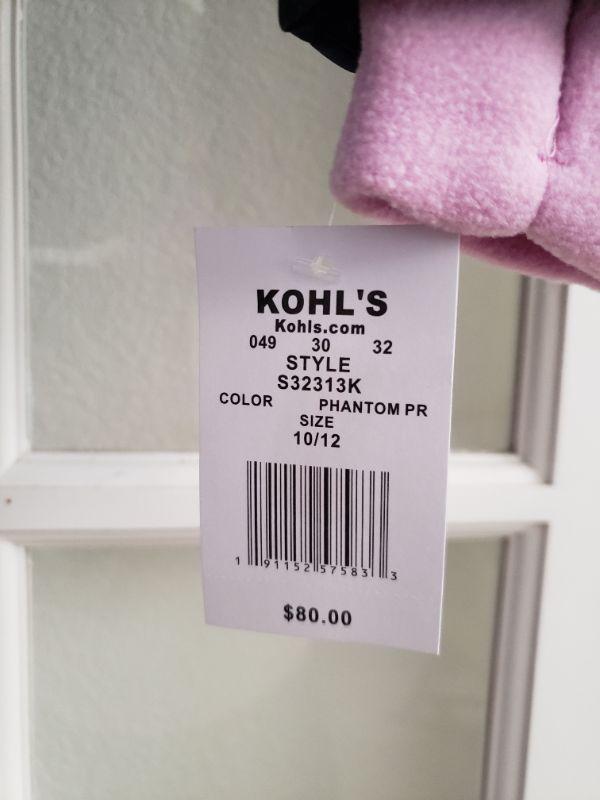 KOHL'S
Kohls.com
049 30 32
STYLE
S32313K
COLOR PHANTOM PR
SIZE
10/12
1 91152 57583 3
$80.00